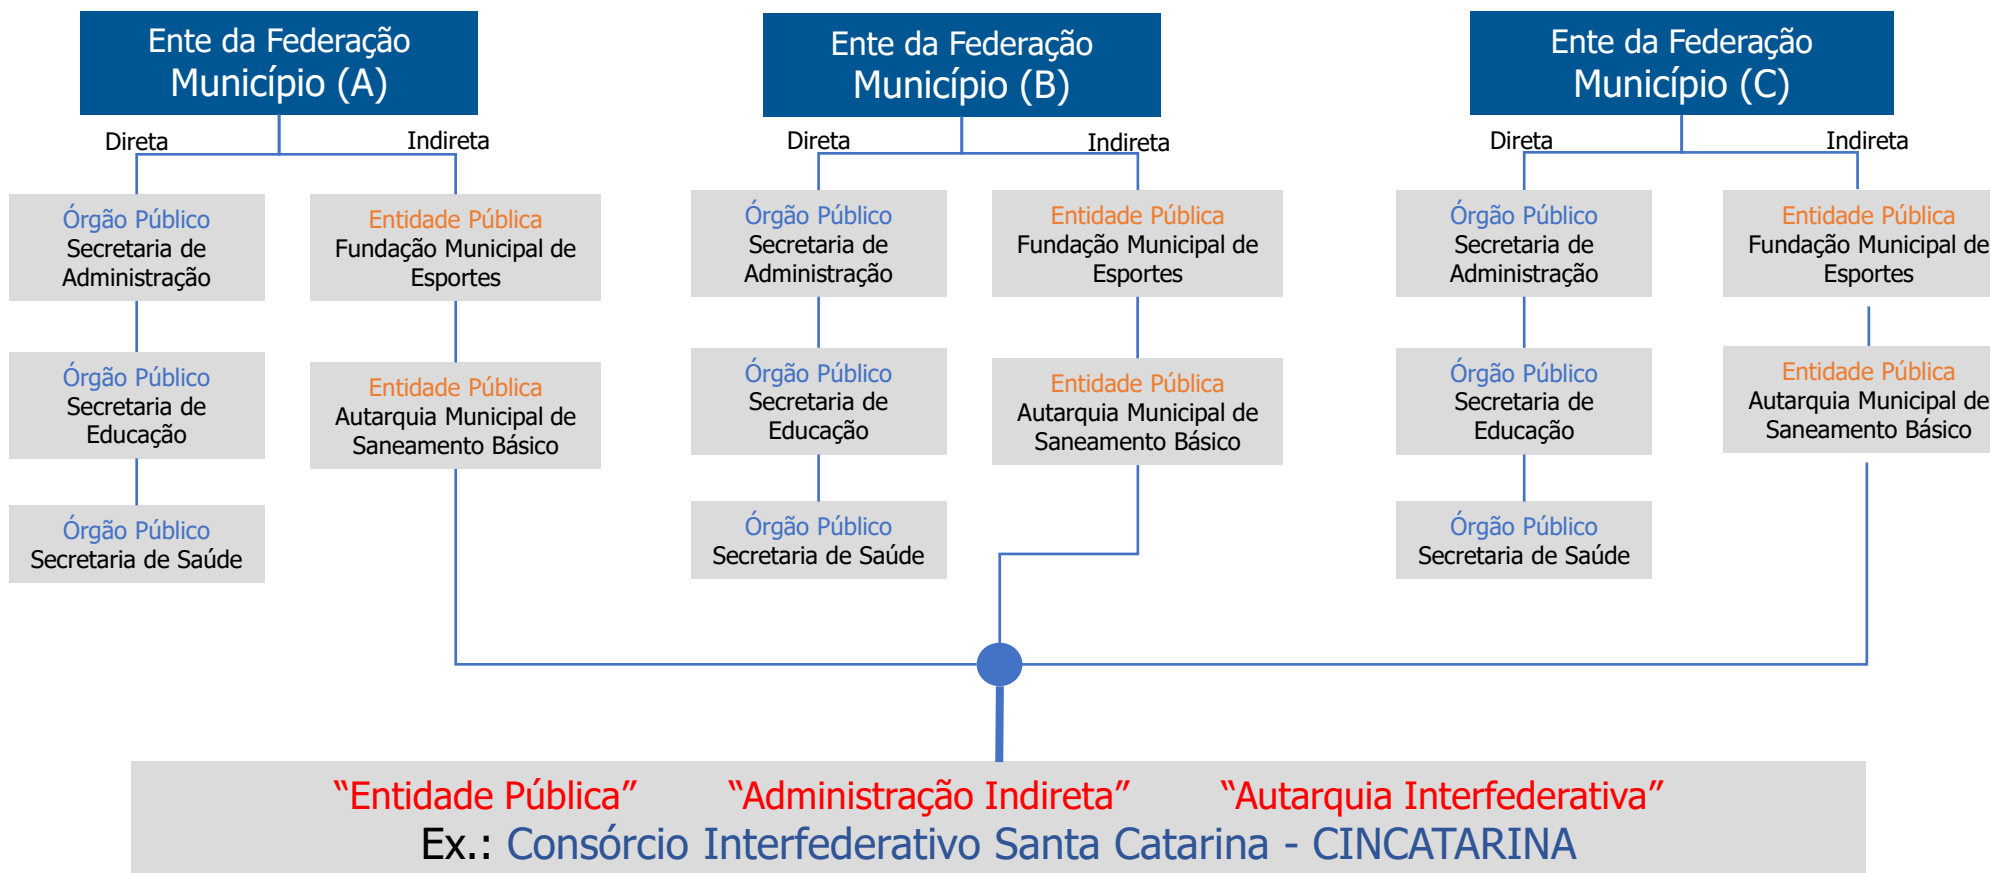 Ente da Federação
Município (A)
Direta
Indireta
Órgão Público
Secretaria de
Administração
Órgão Público
Secretaria de
Educação
Órgão Público
Secretaria de Saúde
Entidade Pública
Fundação Municipal de
Esportes
Entidade Pública
Autarquia Municipal de
Saneamento Básico
Ente da Federação
Município (B)
Direta
Indireta
Órgão Público
Secretaria de
Administração
Órgão Público
Secretaria de
Educação
Órgão Público
Secretaria de Saúde
Entidade Pública
Fundação Municipal de
Esportes
Entidade Pública
Autarquia Municipal de
Saneamento Básico
Ente da Federação
Município (C)
Direta
Indireta
Órgão Público
Secretaria de
Administração
Órgão Público
Secretaria de
Educação
Órgão Público
Secretaria de Saúde
Entidade Pública
Fundação Municipal de
Esportes
Entidade Pública
Autarquia Municipal de
Saneamento Básico
“Entidade Pública” “Administração Indireta” “Autarquia Interfederativa”
Ex.: Consórcio Interfederativo Santa Catarina - CINCATARINA